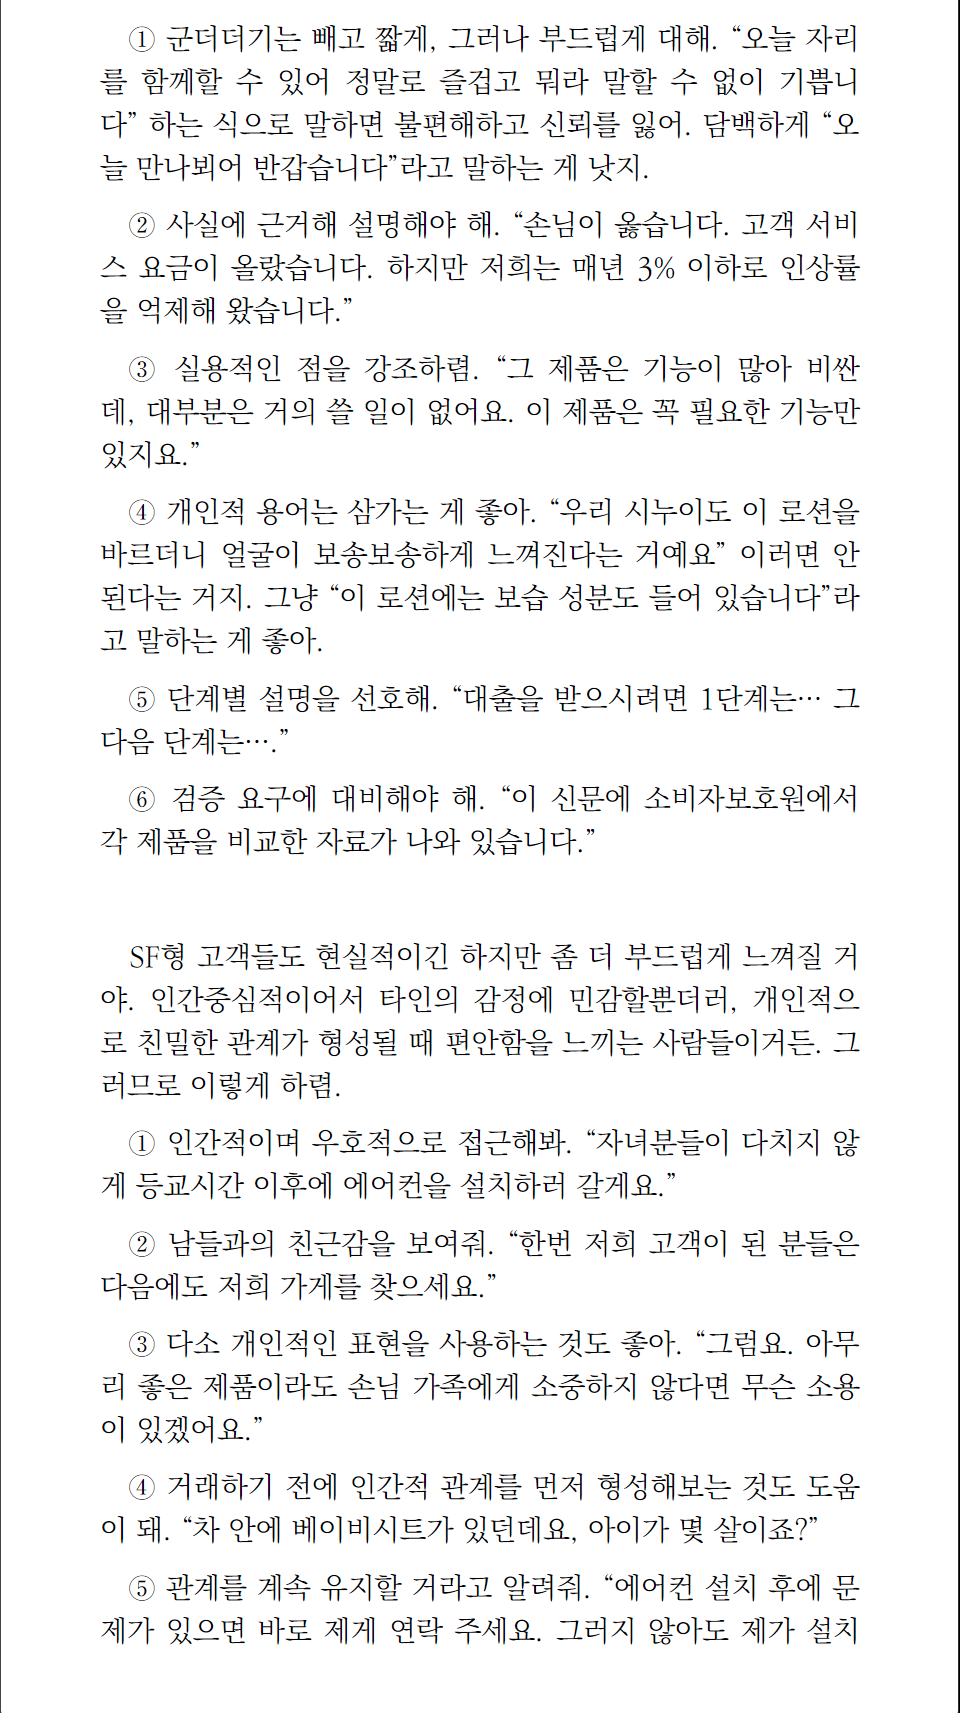 ① 군더더기는 빼고 짧게, 그러나 부드럽게 대해. “오늘 자리
를 함께할 수 있어 정말로 즐겁고 뭐라 말할 수 없이 기쁩니
다” 하는 식으로 말하면 불편해하고 신뢰를 잃어. 담백하게 “오
늘 만나뵈어 반갑습니다”라고 말하는 게 낫지.
② 사실에 근거해 설명해야 해. “손님이 옳습니다. 고객 서비
스 요금이 올랐습니다. 하지만 저희는 매년 3% 이하로 인상률
을 억제해 왔습니다.”
③ 실용적인 점을 강조하렴. “그 제품은 기능이 많아 비싼
데, 대부분은 거의 쓸 일이 없어요. 이 제품은 꼭 필요한 기능만
있지요.”
④ 개인적 용어는 삼가는 게 좋아. “우리 시누이도 이 로션을
바르더니 얼굴이 보송보송하게 느껴진다는 거예요” 이러면 안
된다는 거지. 그냥 “이 로션에는 보습 성분도 들어 있습니다”라
고 말하는 게 좋아.
⑤ 단계별 설명을 선호해. “대출을 받으시려면 1단계는… 그
다음 단계는….”
⑥ 검증 요구에 대비해야 해. “이 신문에 소비자보호원에서
각 제품을 비교한 자료가 나와 있습니다.”
SF형 고객들도 현실적이긴 하지만 좀 더 부드럽게 느껴질 거
야. 인간중심적이어서 타인의 감정에 민감할뿐더러, 개인적으
로 친밀한 관계가 형성될 때 편안함을 느끼는 사람들이거든. 그
러므로 이렇게 하렴.
① 인간적이며 우호적으로 접근해봐. “자녀분들이 다치지 않
게 등교시간 이후에 에어컨을 설치하러 갈게요.”
② 남들과의 친근감을 보여줘. “한번 저희 고객이 된 분들은
다음에도 저희 가게를 찾으세요.”
③ 다소 개인적인 표현을 사용하는 것도 좋아. “그럼요. 아무
리 좋은 제품이라도 손님 가족에게 소중하지 않다면 무슨 소용
이 있겠어요.”
④ 거래하기 전에 인간적 관계를 먼저 형성해보는 것도 도움
이 돼. “차 안에 베이비시트가 있던데요, 아이가 몇 살이죠?”
⑤ 관계를 계속 유지할 거라고 알려줘. “에어컨 설치 후에 문
제가 있으면 바로 제게 연락 주세요. 그러지 않아도 제가 설치